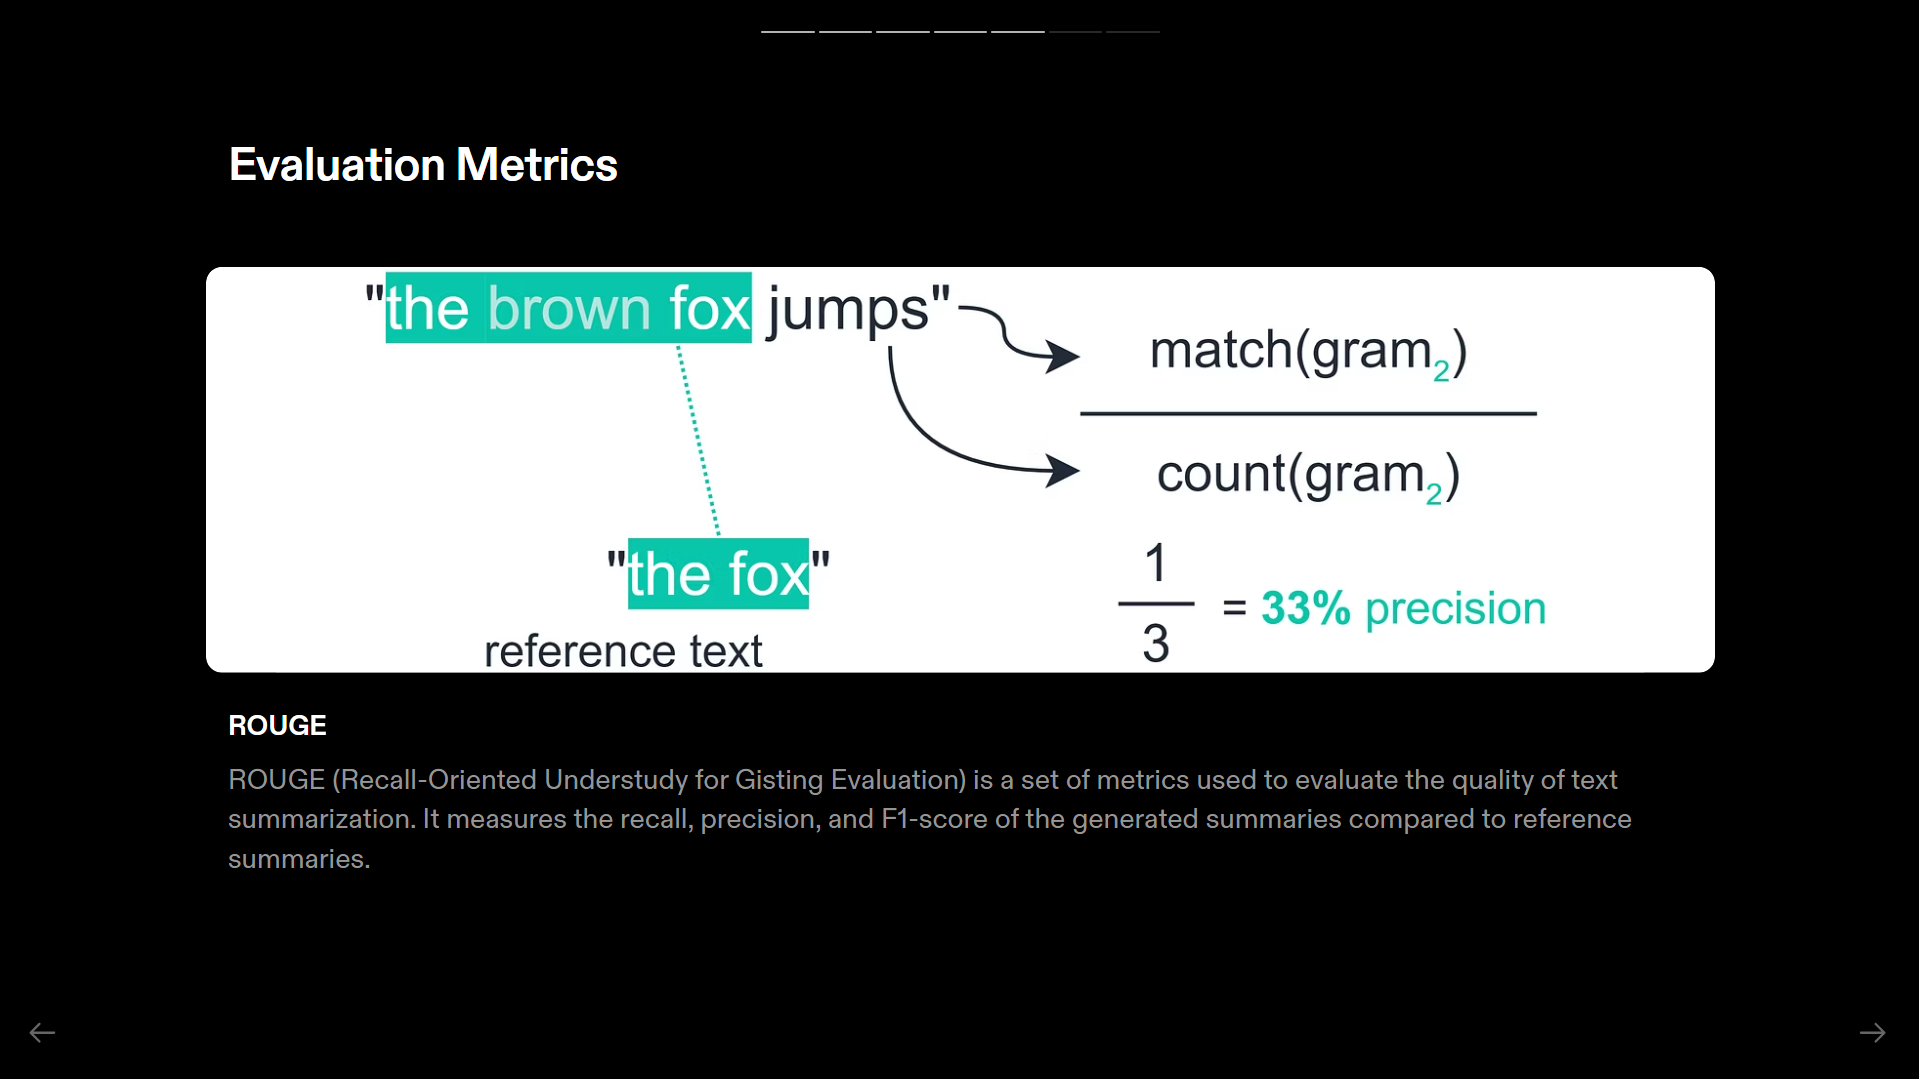 Evaluation Metrics
"the brown fox jumps"
match(gram₂)
count(gram₂)
"the fox"
1
3
= 33% precision
reference text
ROUGE
ROUGE (Recall-Oriented Understudy for Gisting Evaluation) is a set of metrics used to evaluate the quality of text
summarization. It measures the recall, precision, and F1-score of the generated summaries compared to reference
summaries.